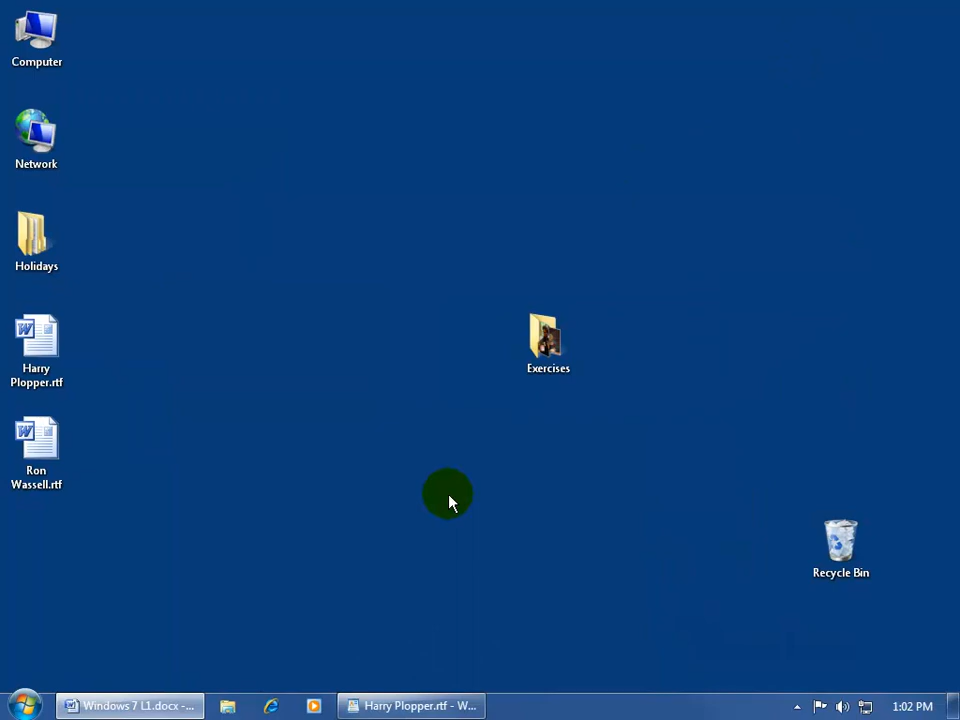 Computer
Network
Holidays
Harry
Plopper.rtf
Ron
Wassell.rtf
Exercises
Recycle Bin
Windows 7 L1.docx -...
Harry Plopper.rtf - W...
1:02 PM